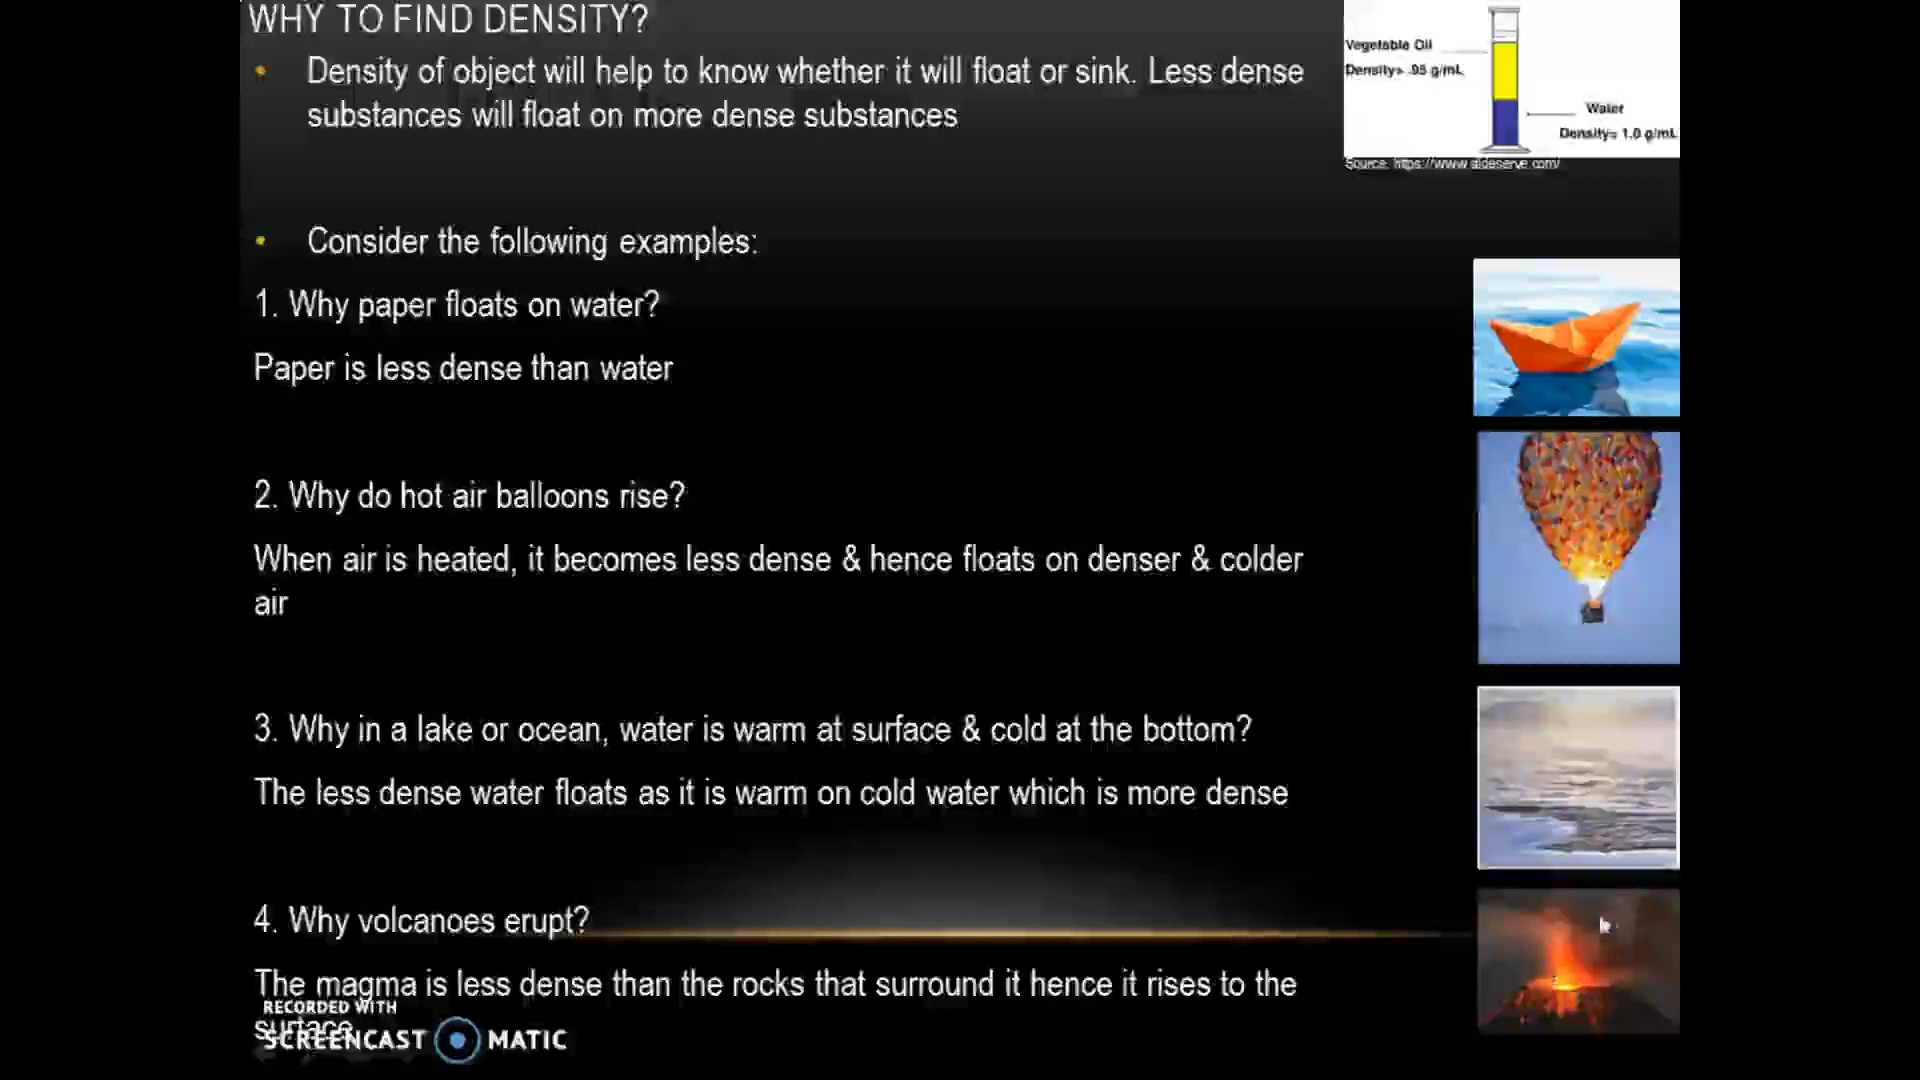 WHY TO FIND DENSITY?
• Density of object will help to know whether it will float or sink. Less dense
substances will float on more dense substances
Vegetable Oil
Density= .95 g/mL
Water
Density= 1.0 g/mL
Source: https://www.
• Consider the following examples:
1. Why paper floats on water?
Paper is less dense than water
2. Why do hot air balloons rise?
When air is heated, it becomes less dense & hence floats on denser & colder
air
3. Why in a lake or ocean, water is warm at surface & cold at the bottom?
The less dense water floats as it is warm on cold water which is more dense
4. Why volcanoes erupt?
The magma is less dense than the rocks that surround it hence it rises to the
surface
RECORDED WITH
SCREENCAST MATIC